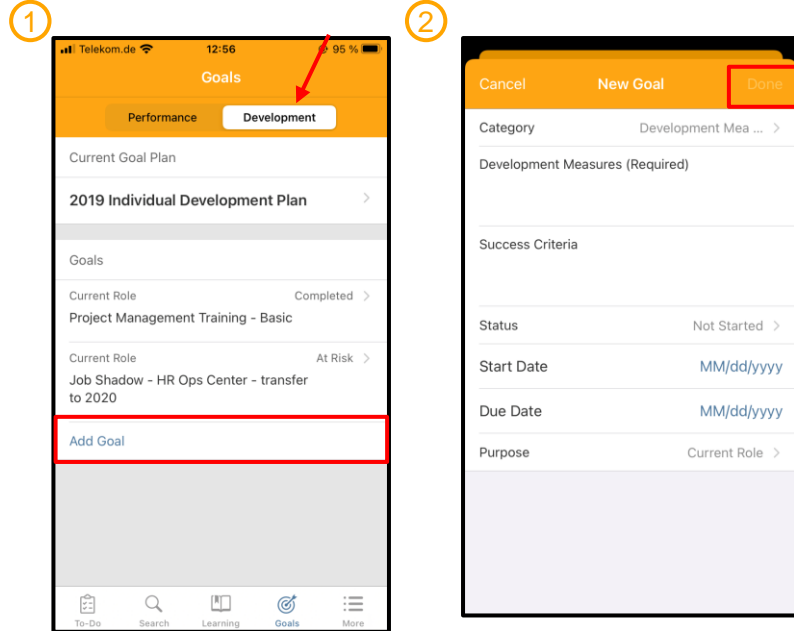 1
2
Telekom.de 12:56 95 %
Goals
Performance Development
Current Goal Plan
2019 Individual Development Plan
Goals
Current Role Completed
Project Management Training - Basic
Current Role At Risk
Job Shadow - HR Ops Center - transfer
to 2020
Add Goal
To-Do Search Learning Goals More
Cancel New Goal Done
Category Development Mea ...
Development Measures (Required)
Success Criteria
Status Not Started
Start Date MM/dd/yyyy
Due Date MM/dd/yyyy
Purpose Current Role